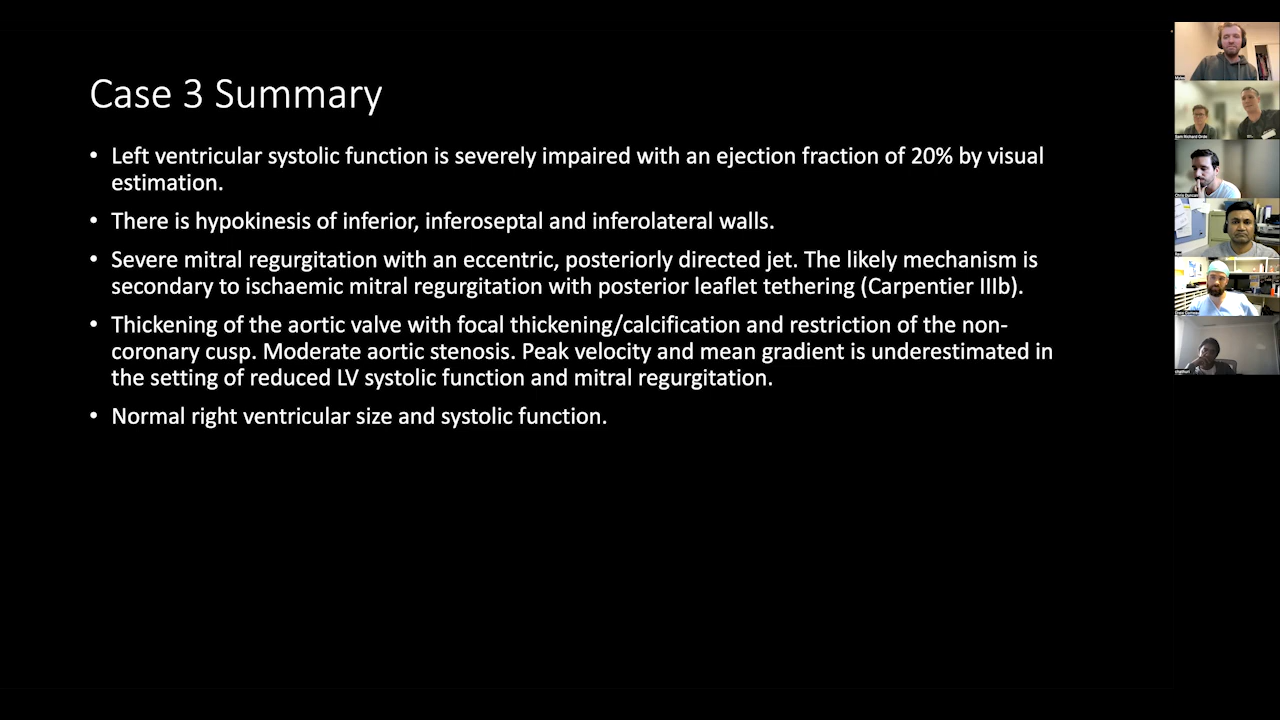 Case 3 Summary
• Left ventricular systolic function is severely impaired with an ejection fraction of 20% by visual
estimation.
• There is hypokinesis of inferior, inferoseptal and inferolateral walls.
• Severe mitral regurgitation with an eccentric, posteriorly directed jet. The likely mechanism is
secondary to ischaemic mitral regurgitation with posterior leaflet tethering (Carpentier IIIb).
• Thickening of the aortic valve with focal thickening/calcification and restriction of the non-
coronary cusp. Moderate aortic stenosis. Peak velocity and mean gradient is underestimated in
the setting of reduced LV systolic function and mitral regurgitation.
• Normal right ventricular size and systolic function.
Sam Richard Orde
Chris Duncan